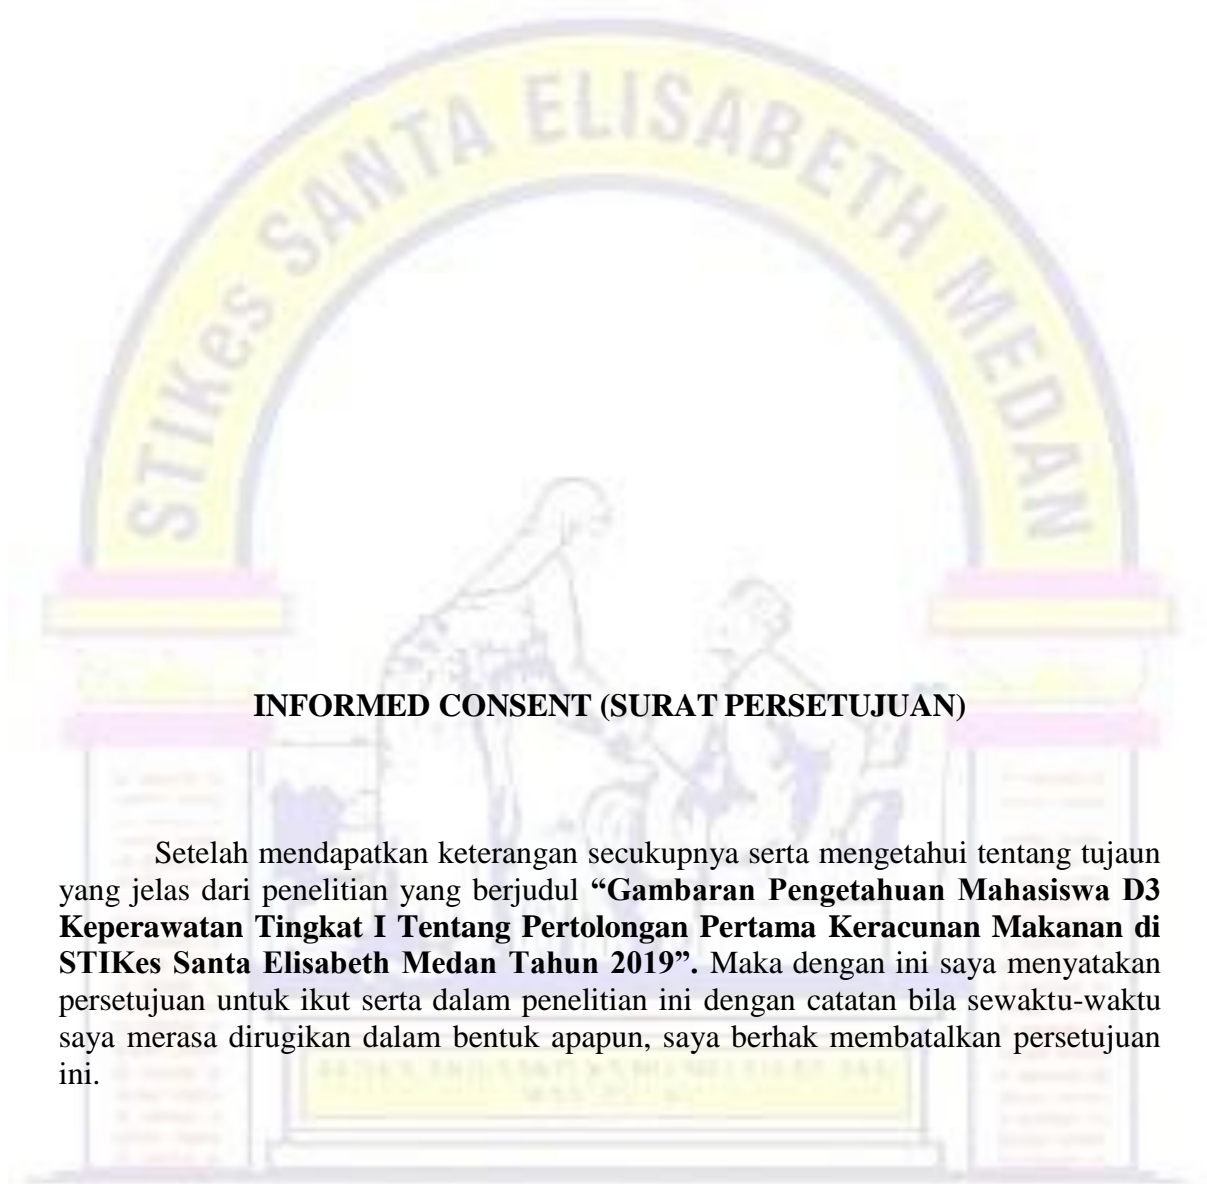 STIKes SANTA ELISABETH MEDAN
INFORMED CONSENT (SURAT PERSETUJUAN)
Setelah mendapatkan keterangan secukupnya serta mengetahui tentang tujaun
yang jelas dari penelitian yang berjudul “Gambaran Pengetahuan Mahasiswa D3
Keperawatan Tingkat I Tentang Pertolongan Pertama Keracunan Makanan di
STIKes Santa Elisabeth Medan Tahun 2019”. Maka dengan ini saya menyatakan
persetujuan untuk ikut serta dalam penelitian ini dengan catatan bila sewaktu-waktu
saya merasa dirugikan dalam bentuk apapun, saya berhak membatalkan persetujuan
ini.